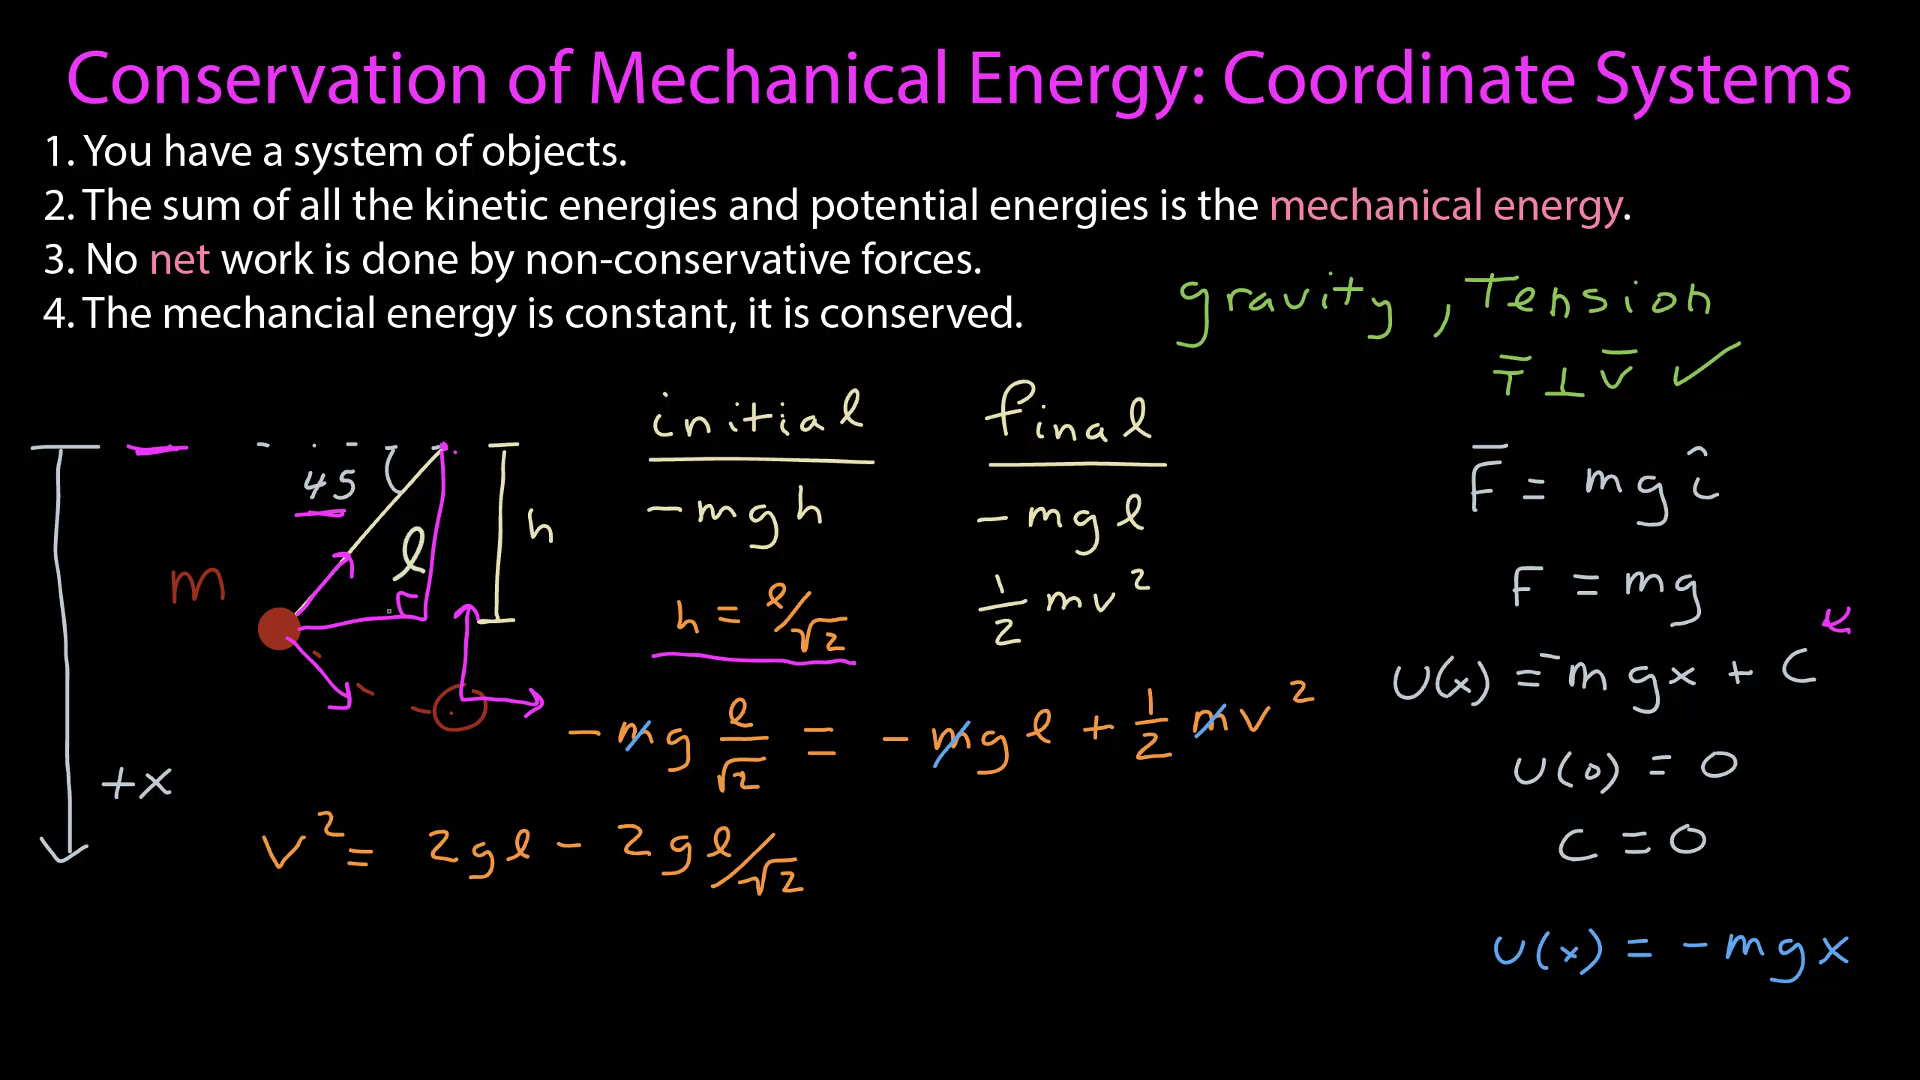 Conservation of Mechanical Energy: Coordinate Systems
1. You have a system of objects.
2. The sum of all the kinetic energies and potential energies is the mechanical energy.
3. No net work is done by non-conservative forces.
4. The mechancial energy is constant, it is conserved.
gravity, Tension
T̅ ⊥ v̅ ✓
initial
final
45
l
h
m
-mgh
-mgl
h = l/√2
1/2 mv²
F̅ = mg î
F = mg
U(x) = -mgx + C
U(0) = 0
C = 0
U(x) = -mgx
-mg l/√2 = -mgl + 1/2 mv²
+x
v² = 2gl - 2gl/√2